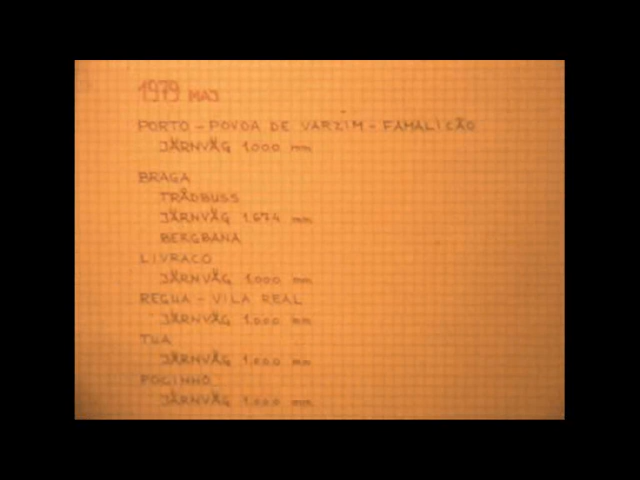 1979 MAJ
PORTO - POVOA DE VARZIM - FAMALICÃO
JÄRNVÄG 1.000 mm
BRAGA
TRÅDBUSS
JÄRNVÄG 1.674 mm
BERGBANA
LIVRACO
JÄRNVÄG 1.000 mm
REGUA - VILA REAL
JÄRNVÄG 1.000 mm
TUA
JÄRNVÄG 1.000 mm
POCINHO
JÄRNVÄG 1.000 mm